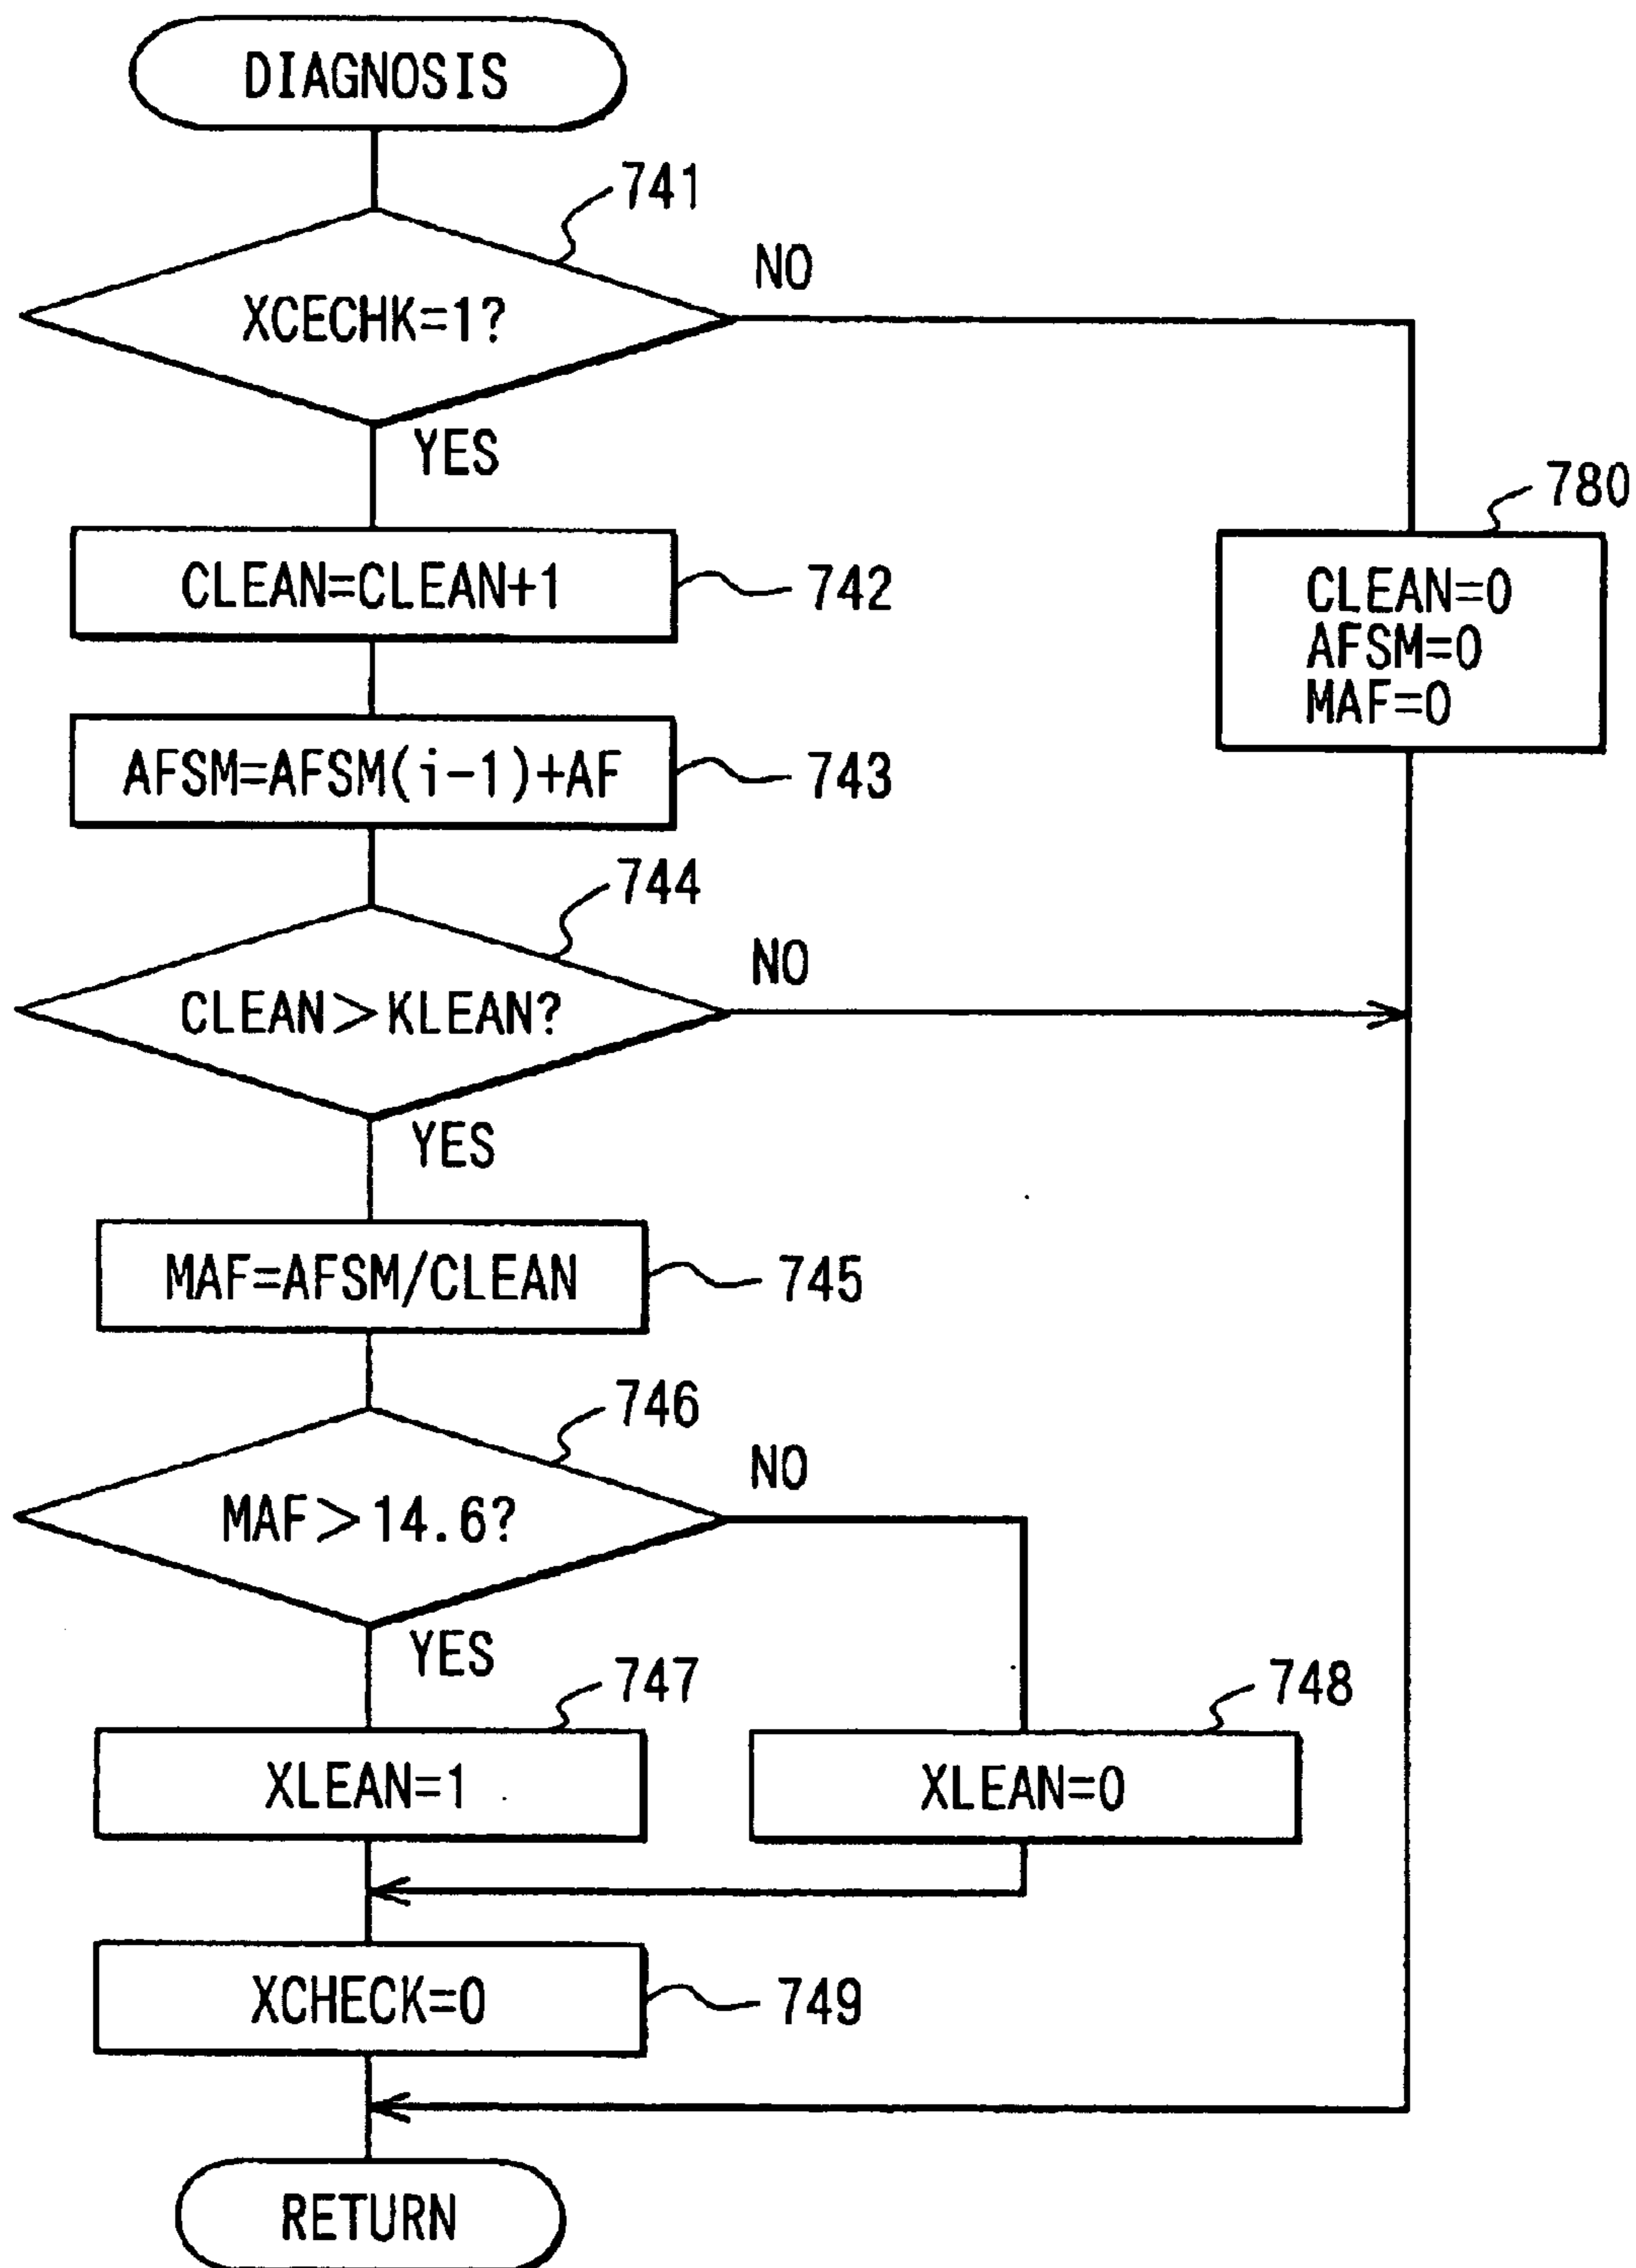 DIAGNOSIS
741
XCECHK=1?
NO
YES
780
CLEAN=CLEAN+1
742
CLEAN=0
AFSM=0
MAF=0
AFSM=AFSM(i-1)+AF
743
744
CLEAN>KLEAN?
NO
YES
MAF=AFSM/CLEAN
745
746
MAF>14.6?
NO
YES
747
748
XLEAN=1
XLEAN=0
XCHECK=0
749
RETURN